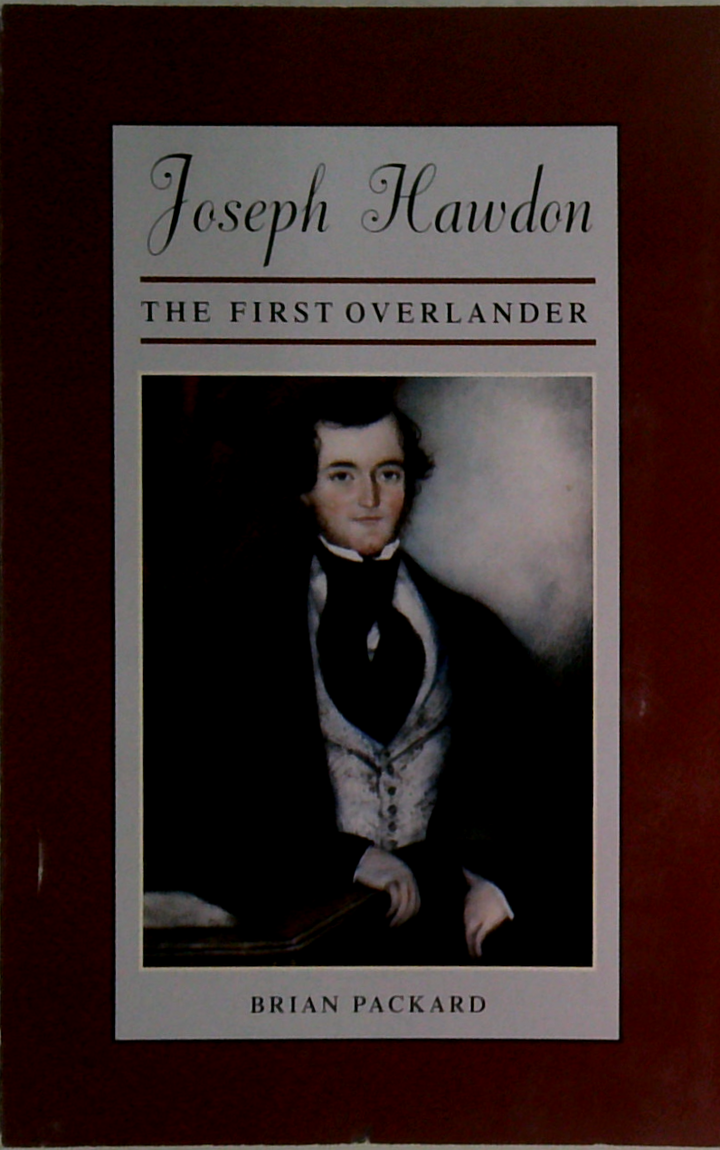 Joseph Hawdon
THE FIRST OVERLANDER
BRIAN PACKARD